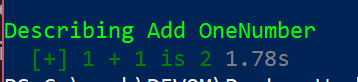 Describing Add OneNumber
[+] 1 + 1 is 2 1.78s